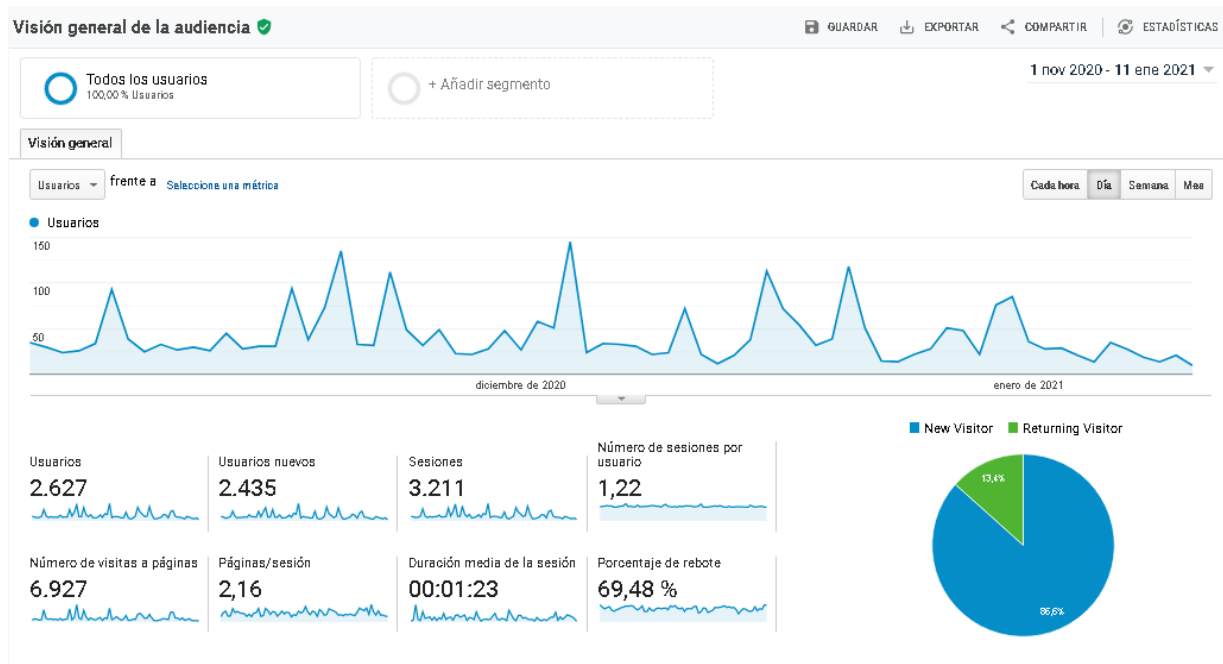 Visión general de la audiencia
GUARDAR EXPORTAR COMPARTIR ESTADÍSTICAS
Todos los usuarios
100,00 % Usuarios
+ Añadir segmento
1 nov 2020 - 11 ene 2021
Visión general
Usuarios frente a Seleccione una métrica
Cada hora Día Semana Mes
Usuarios
150
100
50
diciembre de 2020 enero de 2021
New Visitor Returning Visitor
Usuarios
2.627
Usuarios nuevos
2.435
Sesiones
3.211
Número de sesiones por
usuario
1,22
Número de visitas a páginas
6.927
Páginas/sesión
2,16
Duración media de la sesión
00:01:23
Porcentaje de rebote
69,48 %
13,4%
86,6%